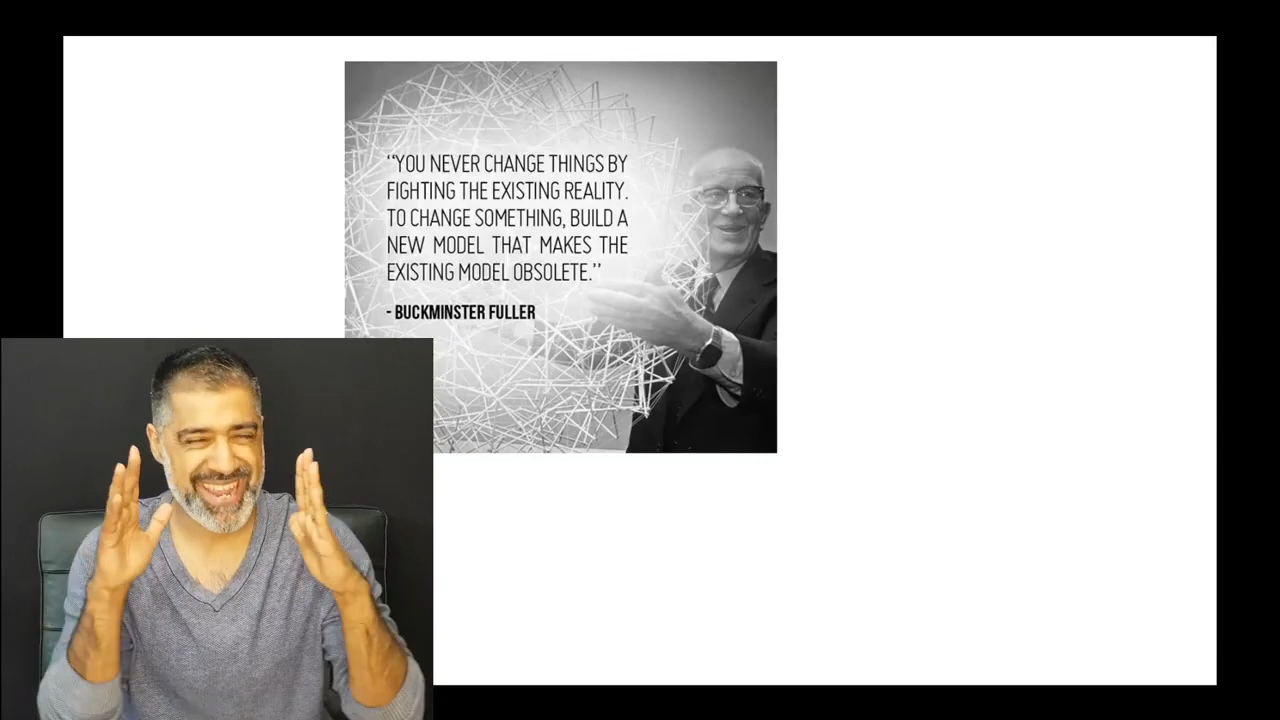 ‘‘YOU NEVER CHANGE THINGS BY
FIGHTING THE EXISTING REALITY.
TO CHANGE SOMETHING, BUILD A
NEW MODEL THAT MAKES THE
EXISTING MODEL OBSOLETE.’’
- BUCKMINSTER FULLER